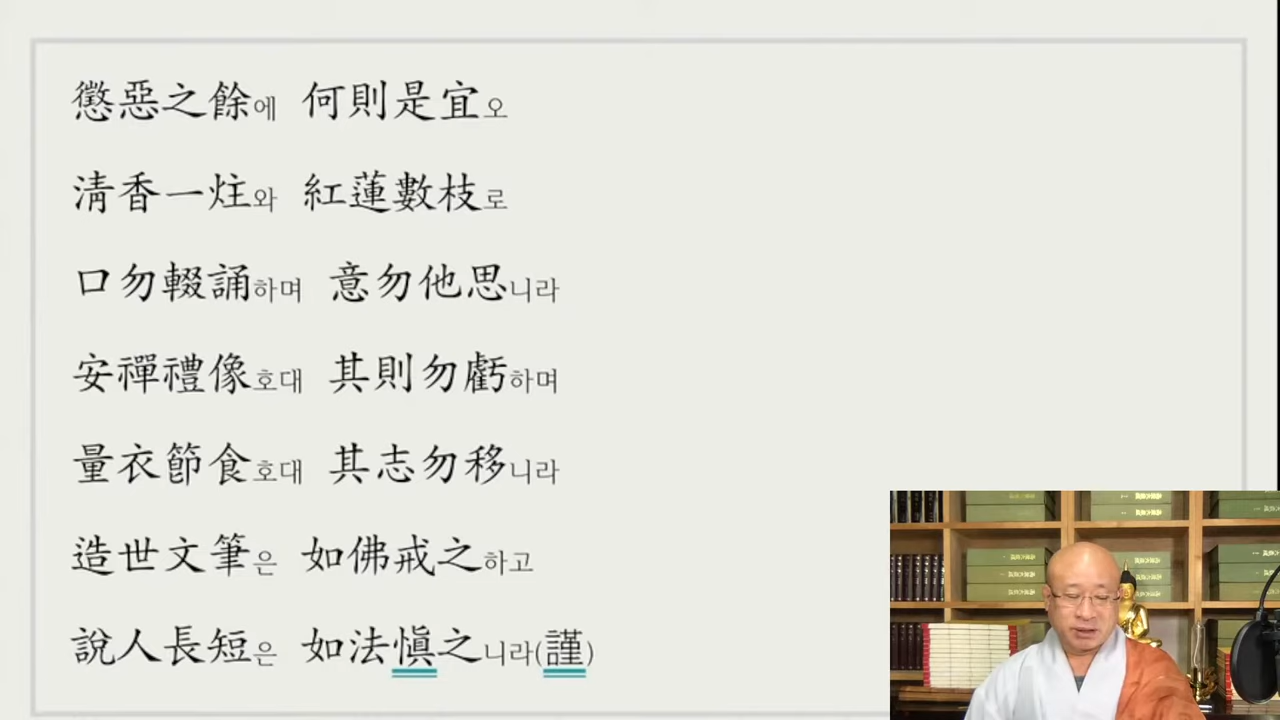 懲惡之餘에 何則是宜오
淸香一炷와 紅蓮數枝로
口勿輟誦하며 意勿他思니라
安禪禮像호대 其則勿虧하며
量衣節食호대 其志勿移니라
造世文筆은 如佛戒之하고
說人長短은 如法愼之니라(謹)